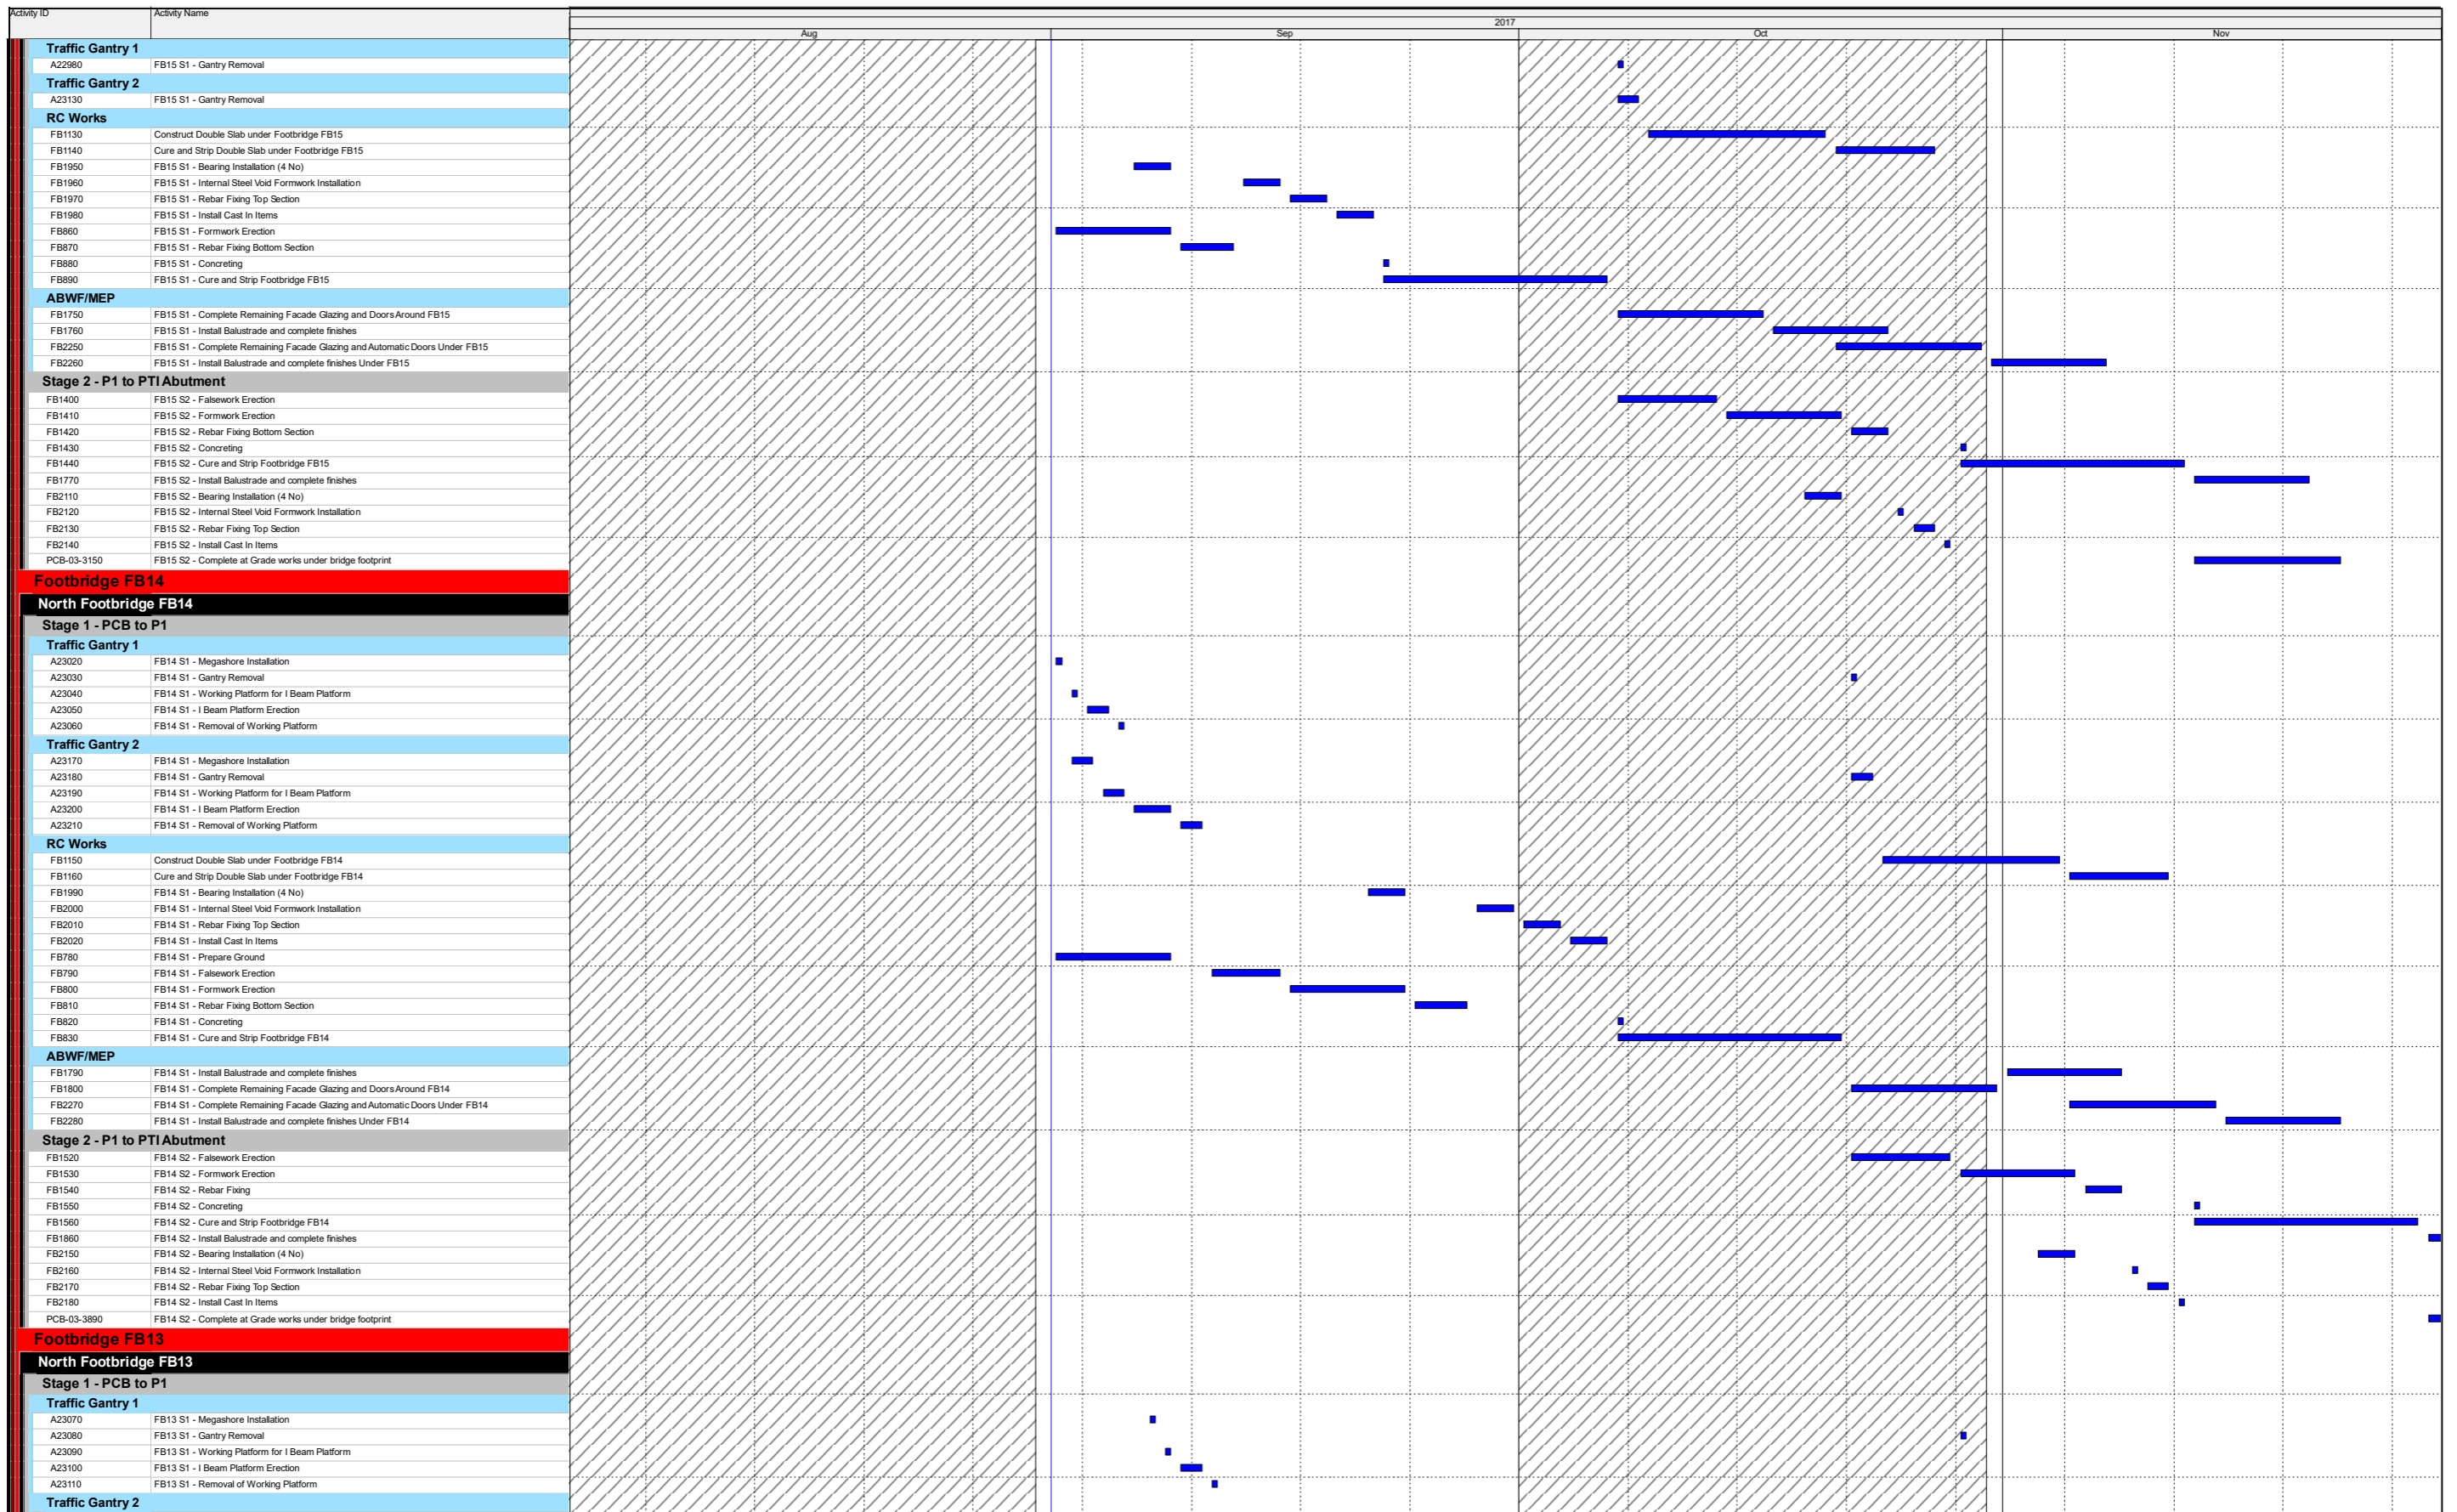 Activity ID Activity Name
2017
Aug Sep Oct Nov
Traffic Gantry 1
A22980 FB15 S1 - Gantry Removal
Traffic Gantry 2
A23130 FB15 S1 - Gantry Removal
RC Works
FB1130 Construct Double Slab under Footbridge FB15
FB1140 Cure and Strip Double Slab under Footbridge FB15
FB1950 FB15 S1 - Bearing Installation (4 No)
FB1960 FB15 S1 - Internal Steel Void Formwork Installation
FB1970 FB15 S1 - Rebar Fixing Top Section
FB1980 FB15 S1 - Install Cast In Items
FB860 FB15 S1 - Formwork Erection
FB870 FB15 S1 - Rebar Fixing Bottom Section
FB880 FB15 S1 - Concreting
FB890 FB15 S1 - Cure and Strip Footbridge FB15
ABWF/MEP
FB1750 FB15 S1 - Complete Remaining Facade Glazing and Doors Around FB15
FB1760 FB15 S1 - Install Balustrade and complete finishes
FB2250 FB15 S1 - Complete Remaining Facade Glazing and Automatic Doors Under FB15
FB2260 FB15 S1 - Install Balustrade and complete finishes Under FB15
Stage 2 - P1 to PTI Abutment
FB1400 FB15 S2 - Falsework Erection
FB1410 FB15 S2 - Formwork Erection
FB1420 FB15 S2 - Rebar Fixing Bottom Section
FB1430 FB15 S2 - Concreting
FB1440 FB15 S2 - Cure and Strip Footbridge FB15
FB1770 FB15 S2 - Install Balustrade and complete finishes
FB2110 FB15 S2 - Bearing Installation (4 No)
FB2120 FB15 S2 - Internal Steel Void Formwork Installation
FB2130 FB15 S2 - Rebar Fixing Top Section
FB2140 FB15 S2 - Install Cast In Items
PCB-03-3150 FB15 S2 - Complete at Grade works under bridge footprint
Footbridge FB14
North Footbridge FB14
Stage 1 - PCB to P1
Traffic Gantry 1
A23020 FB14 S1 - Megashore Installation
A23030 FB14 S1 - Gantry Removal
A23040 FB14 S1 - Working Platform for I Beam Platform
A23050 FB14 S1 - I Beam Platform Erection
A23060 FB14 S1 - Removal of Working Platform
Traffic Gantry 2
A23170 FB14 S1 - Megashore Installation
A23180 FB14 S1 - Gantry Removal
A23190 FB14 S1 - Working Platform for I Beam Platform
A23200 FB14 S1 - I Beam Platform Erection
A23210 FB14 S1 - Removal of Working Platform
RC Works
FB1150 Construct Double Slab under Footbridge FB14
FB1160 Cure and Strip Double Slab under Footbridge FB14
FB1990 FB14 S1 - Bearing Installation (4 No)
FB2000 FB14 S1 - Internal Steel Void Formwork Installation
FB2010 FB14 S1 - Rebar Fixing Top Section
FB2020 FB14 S1 - Install Cast In Items
FB780 FB14 S1 - Prepare Ground
FB790 FB14 S1 - Falsework Erection
FB800 FB14 S1 - Formwork Erection
FB810 FB14 S1 - Rebar Fixing Bottom Section
FB820 FB14 S1 - Concreting
FB830 FB14 S1 - Cure and Strip Footbridge FB14
ABWF/MEP
FB1790 FB14 S1 - Install Balustrade and complete finishes
FB1800 FB14 S1 - Complete Remaining Facade Glazing and Doors Around FB14
FB2270 FB14 S1 - Complete Remaining Facade Glazing and Automatic Doors Under FB14
FB2280 FB14 S1 - Install Balustrade and complete finishes Under FB14
Stage 2 - P1 to PTI Abutment
FB1520 FB14 S2 - Falsework Erection
FB1530 FB14 S2 - Formwork Erection
FB1540 FB14 S2 - Rebar Fixing
FB1550 FB14 S2 - Concreting
FB1560 FB14 S2 - Cure and Strip Footbridge FB14
FB1860 FB14 S2 - Install Balustrade and complete finishes
FB2150 FB14 S2 - Bearing Installation (4 No)
FB2160 FB14 S2 - Internal Steel Void Formwork Installation
FB2170 FB14 S2 - Rebar Fixing Top Section
FB2180 FB14 S2 - Install Cast In Items
PCB-03-3890 FB14 S2 - Complete at Grade works under bridge footprint
Footbridge FB13
North Footbridge FB13
Stage 1 - PCB to P1
Traffic Gantry 1
A23070 FB13 S1 - Megashore Installation
A23080 FB13 S1 - Gantry Removal
A23090 FB13 S1 - Working Platform for I Beam Platform
A23100 FB13 S1 - I Beam Platform Erection
A23110 FB13 S1 - Removal of Working Platform
Traffic Gantry 2